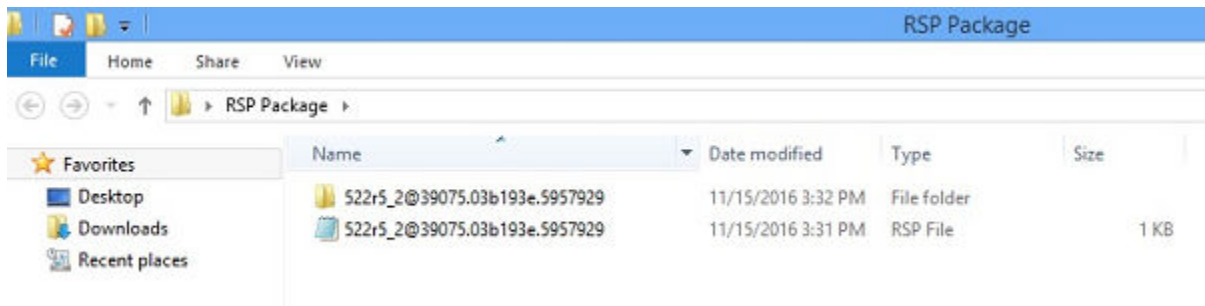 RSP Package
File Home Share View
RSP Package
Favorites
Desktop
Downloads
Recent places
Name Date modified Type Size
522r5_2@39075.03b193e.5957929 11/15/2016 3:32 PM File folder
522r5_2@39075.03b193e.5957929 11/15/2016 3:31 PM RSP File 1 KB